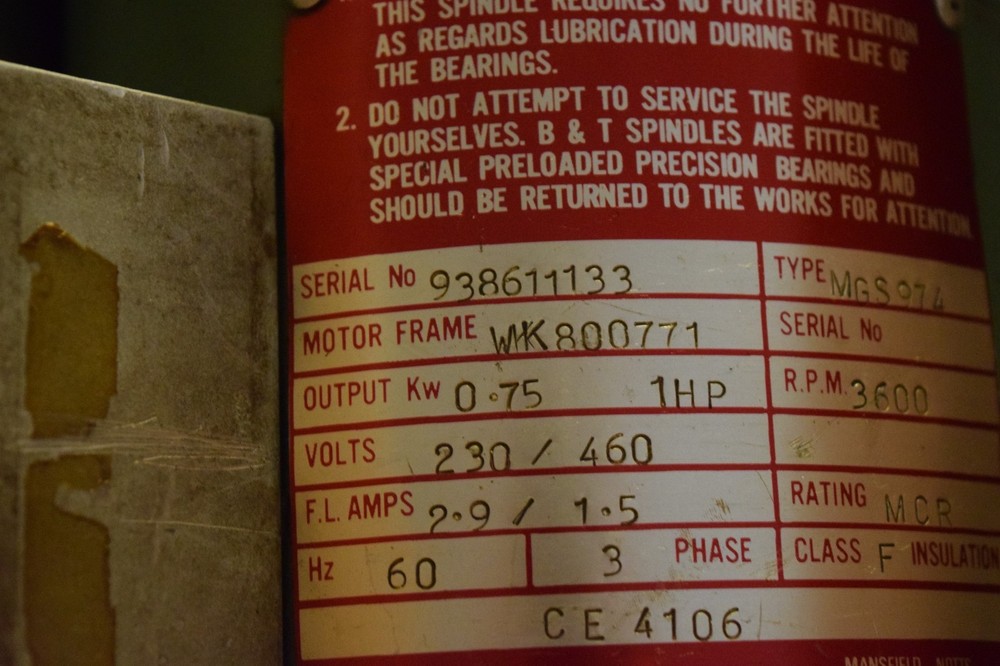 THIS SPINDLE REQUIRES NO FURTHER ATTENTION
AS REGARDS LUBRICATION DURING THE LIFE OF
THE BEARINGS.
2. DO NOT ATTEMPT TO SERVICE THE SPINDLE
YOURSELVES. B & T SPINDLES ARE FITTED WITH
SPECIAL PRELOADED PRECISION BEARINGS AND
SHOULD BE RETURNED TO THE WORKS FOR ATTENTION.
SERIAL No 938611133 TYPE MGS974
MOTOR FRAME WK800771 SERIAL No
OUTPUT Kw 0.75 1HP R.P.M. 3600
VOLTS 230 / 460
F.L. AMPS 2.9 / 1.5 RATING MCR
Hz 60 3 PHASE CLASS F INSULATION
CE 4106
MANSFIELD NOTTS